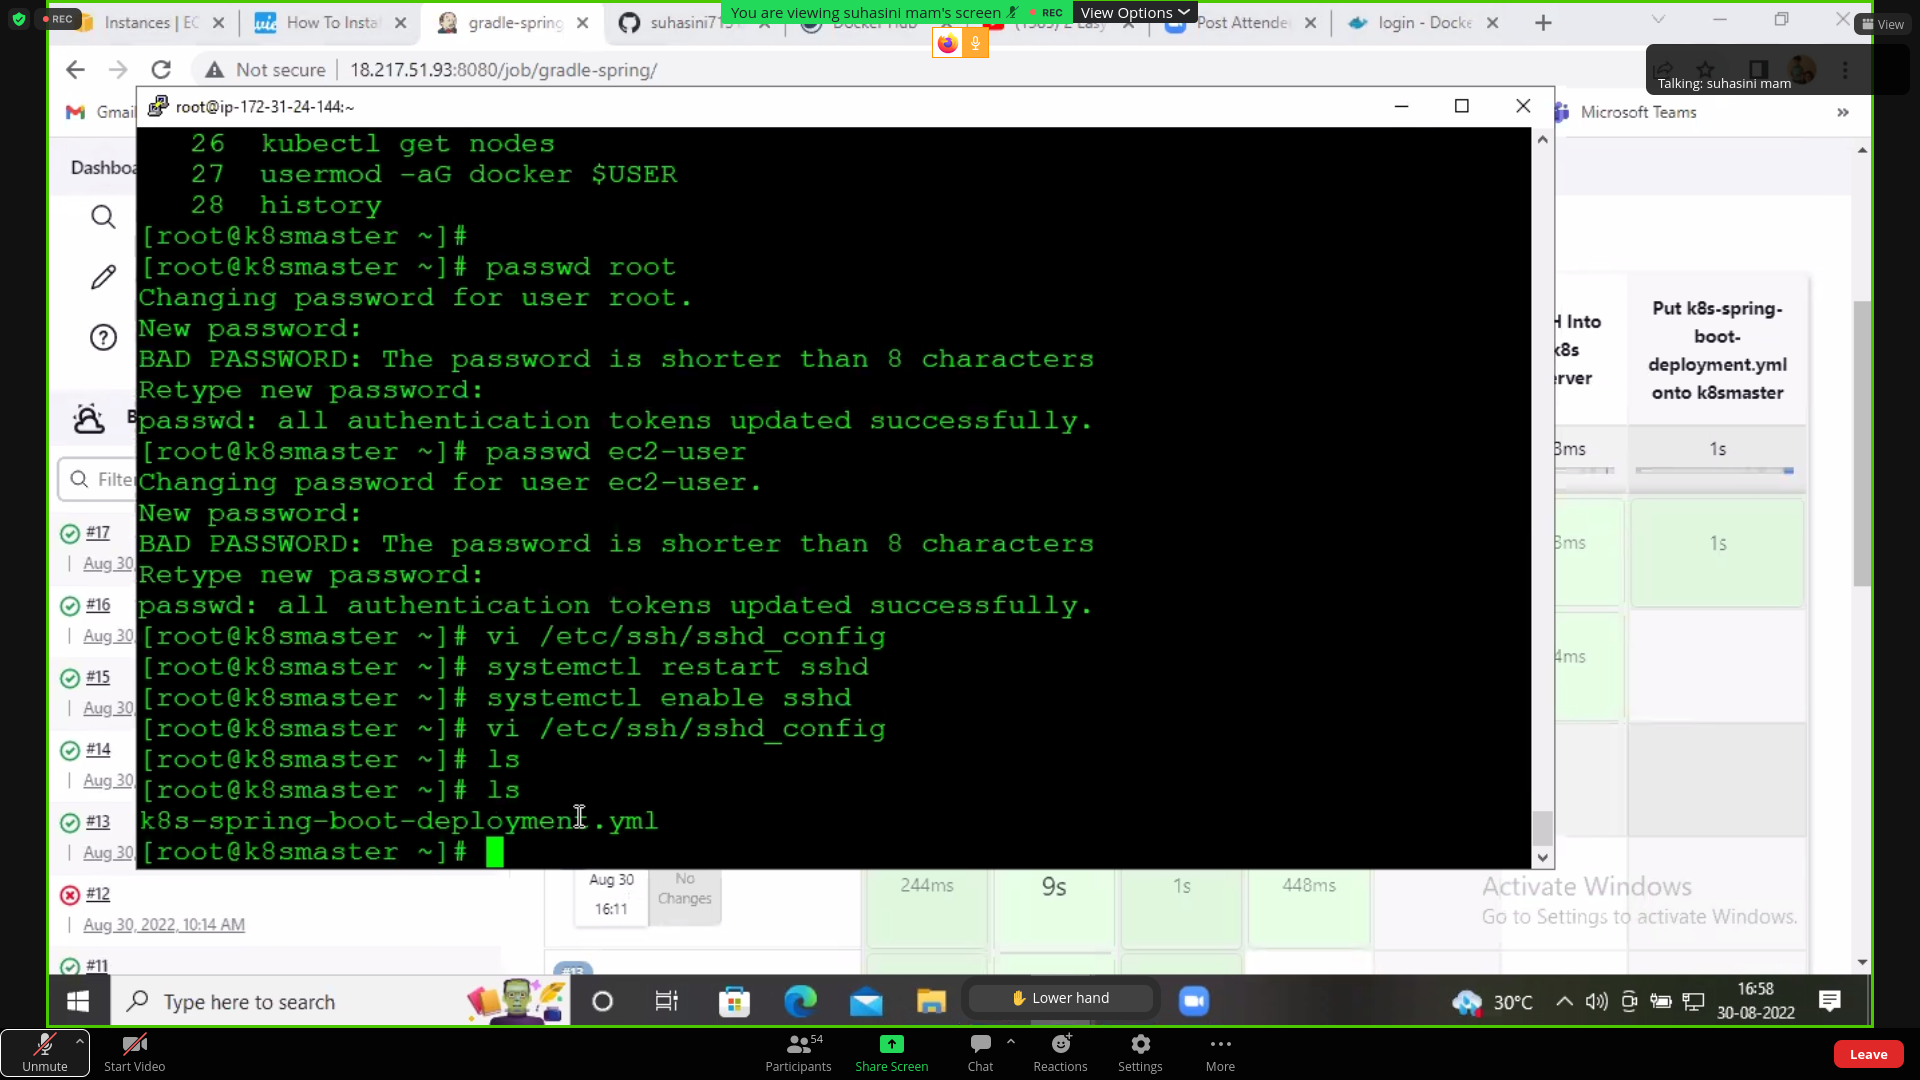 REC
You are viewing suhasini mam's screen
REC
View Options
View
Instances | EC
How To Instal
gradle-spring
suhasini71
Docker Hub
Post Attende
login - Docke
Not secure
18.217.51.93:8080/job/gradle-spring/
Talking: suhasini mam
Gmai
Microsoft Teams
»
root@ip-172-31-24-144:~
Dashboa
26 kubectl get nodes
27 usermod -aG docker $USER
28 history
[root@k8smaster ~]#
[root@k8smaster ~]# passwd root
Changing password for user root.
New password:
BAD PASSWORD: The password is shorter than 8 characters
Retype new password:
passwd: all authentication tokens updated successfully.
[root@k8smaster ~]# passwd ec2-user
Changing password for user ec2-user.
New password:
BAD PASSWORD: The password is shorter than 8 characters
Retype new password:
passwd: all authentication tokens updated successfully.
[root@k8smaster ~]# vi /etc/ssh/sshd_config
[root@k8smaster ~]# systemctl restart sshd
[root@k8smaster ~]# systemctl enable sshd
[root@k8smaster ~]# vi /etc/ssh/sshd_config
[root@k8smaster ~]# ls
[root@k8smaster ~]# ls
k8s-spring-boot-deployment.yml
[root@k8smaster ~]#
B
Filte
#17
Aug 30,
#16
Aug 30,
#15
Aug 30,
#14
Aug 30,
#13
Aug 30,
#12
Aug 30, 2022, 10:14 AM
#11
H Into
k8s
erver
Put k8s-spring-
boot-
deployment.yml
onto k8smaster
3ms
1s
3ms
1s
4ms
Aug 30
16:11
No
Changes
244ms
9s
1s
448ms
#13
Activate Windows
Go to Settings to activate Windows.
Type here to search
Lower hand
30°C
16:58
30-08-2022
Unmute
Start Video
54
Participants
Share Screen
Chat
Reactions
Settings
More
Leave